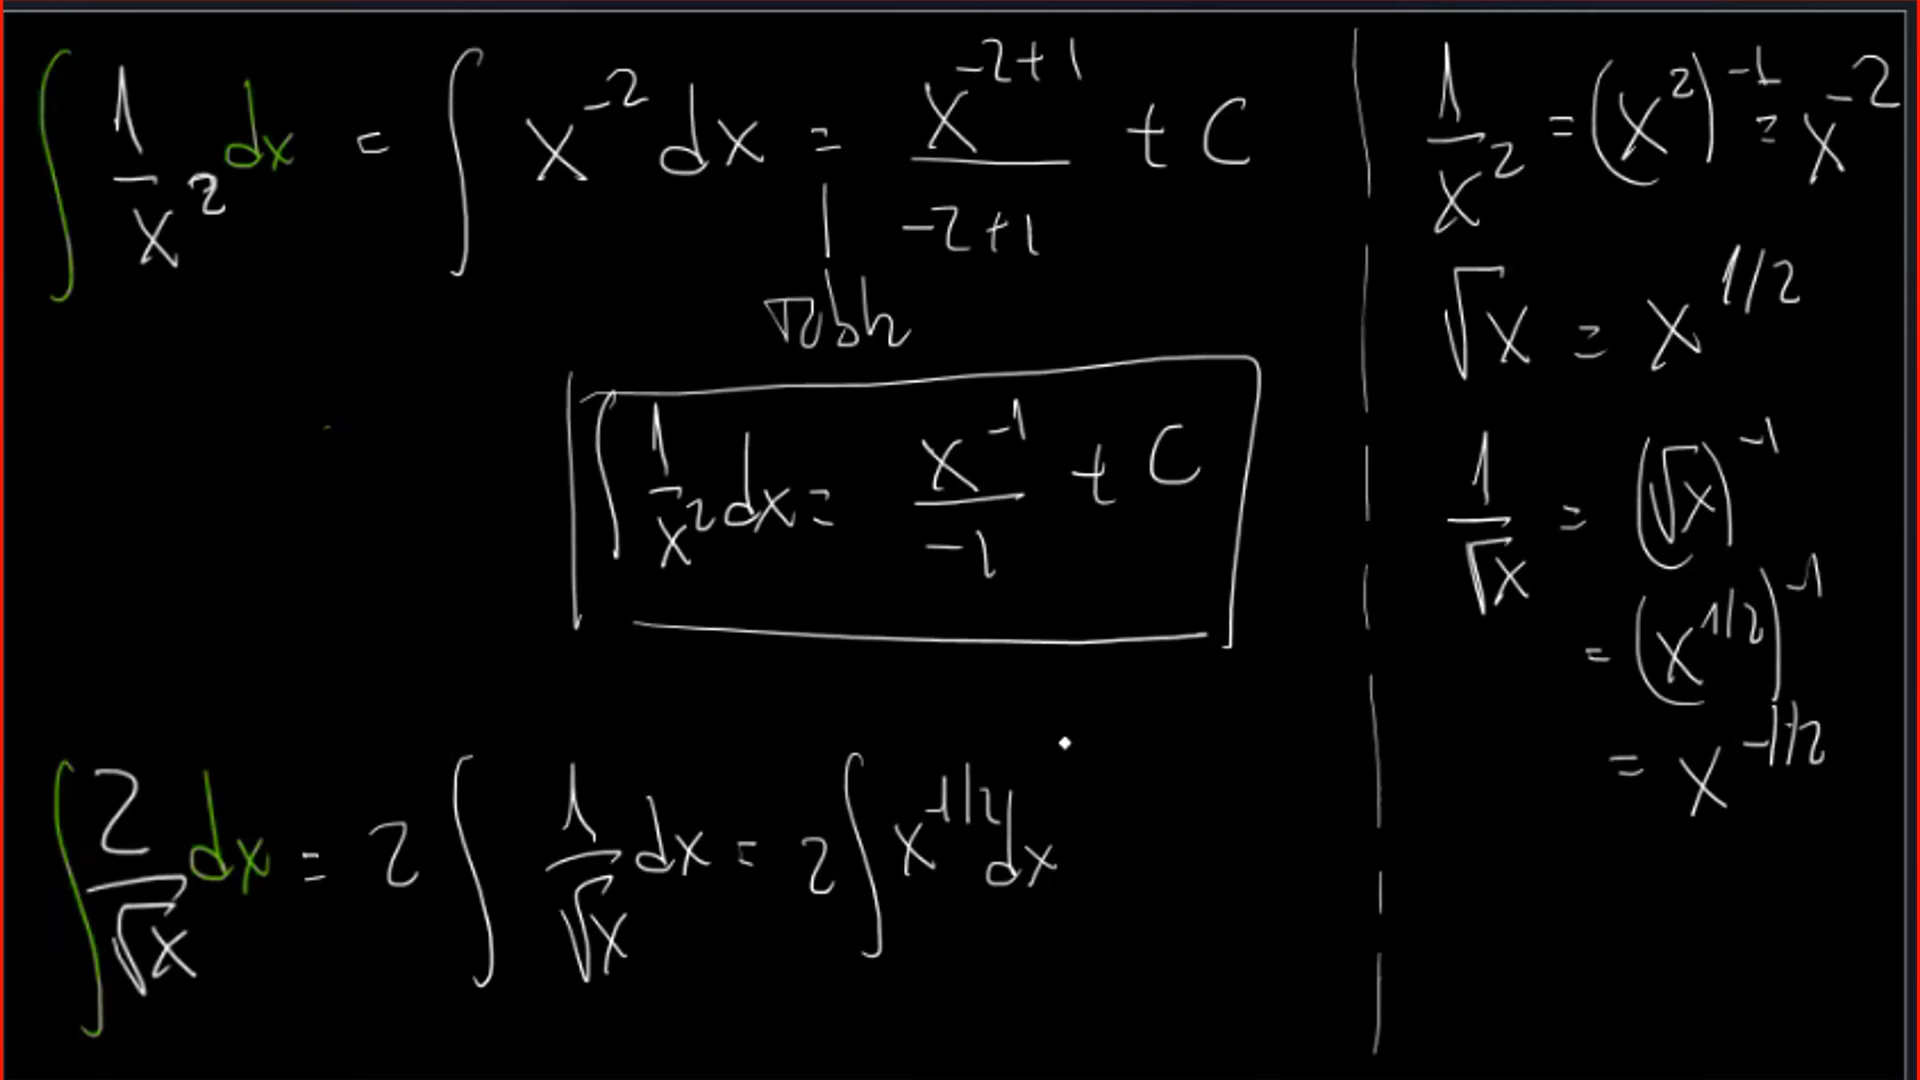 ∫ 1/x² dx = ∫ x⁻² dx = x⁻²⁺¹/-2+1 + C
∫ 1/x² dx = x⁻¹/-1 + C
∫ 2/√x dx = 2 ∫ 1/√x dx = 2 ∫ x^-1/2 dx
1/x² = (x²)⁻¹ = x⁻²
√x = x^1/2
1/√x = (√x)⁻¹
= (x^1/2)⁻¹
= x^-1/2